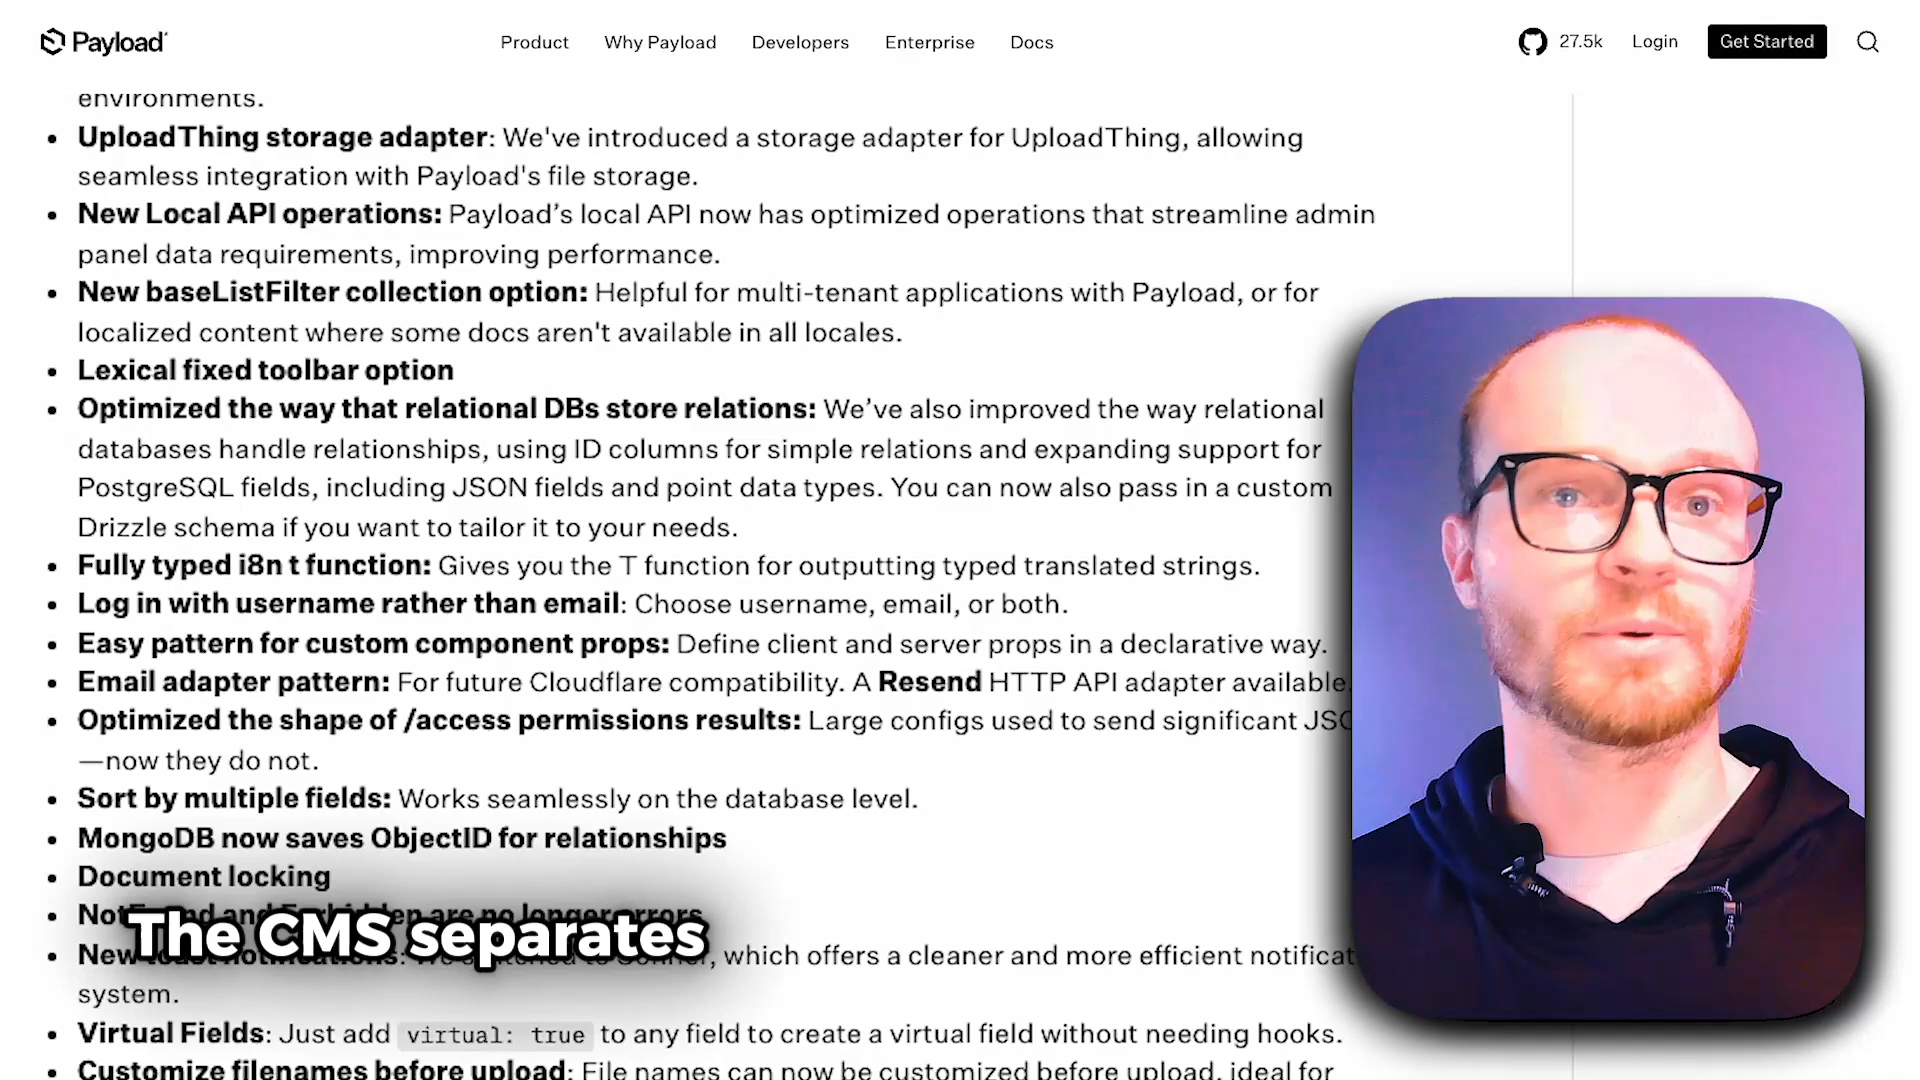 Payload
Product
Why Payload
Developers
Enterprise
Docs
27.5k
Login
Get Started
environments.
UploadThing storage adapter: We've introduced a storage adapter for UploadThing, allowing
seamless integration with Payload's file storage.
New Local API operations: Payload’s local API now has optimized operations that streamline admin
panel data requirements, improving performance.
New baseListFilter collection option: Helpful for multi-tenant applications with Payload, or for
localized content where some docs aren't available in all locales.
Lexical fixed toolbar option
Optimized the way that relational DBs store relations: We’ve also improved the way relational
databases handle relationships, using ID columns for simple relations and expanding support for
PostgreSQL fields, including JSON fields and point data types. You can now also pass in a custom
Drizzle schema if you want to tailor it to your needs.
Fully typed i8n t function: Gives you the T function for outputting typed translated strings.
Log in with username rather than email: Choose username, email, or both.
Easy pattern for custom component props: Define client and server props in a declarative way.
Email adapter pattern: For future Cloudflare compatibility. A Resend HTTP API adapter available.
Optimized the shape of /access permissions results: Large configs used to send significant
—now they do not.
Sort by multiple fields: Works seamlessly on the database level.
MongoDB now saves ObjectID for relationships
Document locking
are no longer errors
The CMS separates
New which offers a cleaner and more efficient
system.
Virtual Fields: Just add virtual: true to any field to create a virtual field without needing hooks.
Customize filenames before upload: File names can now be customized before upload, ideal for